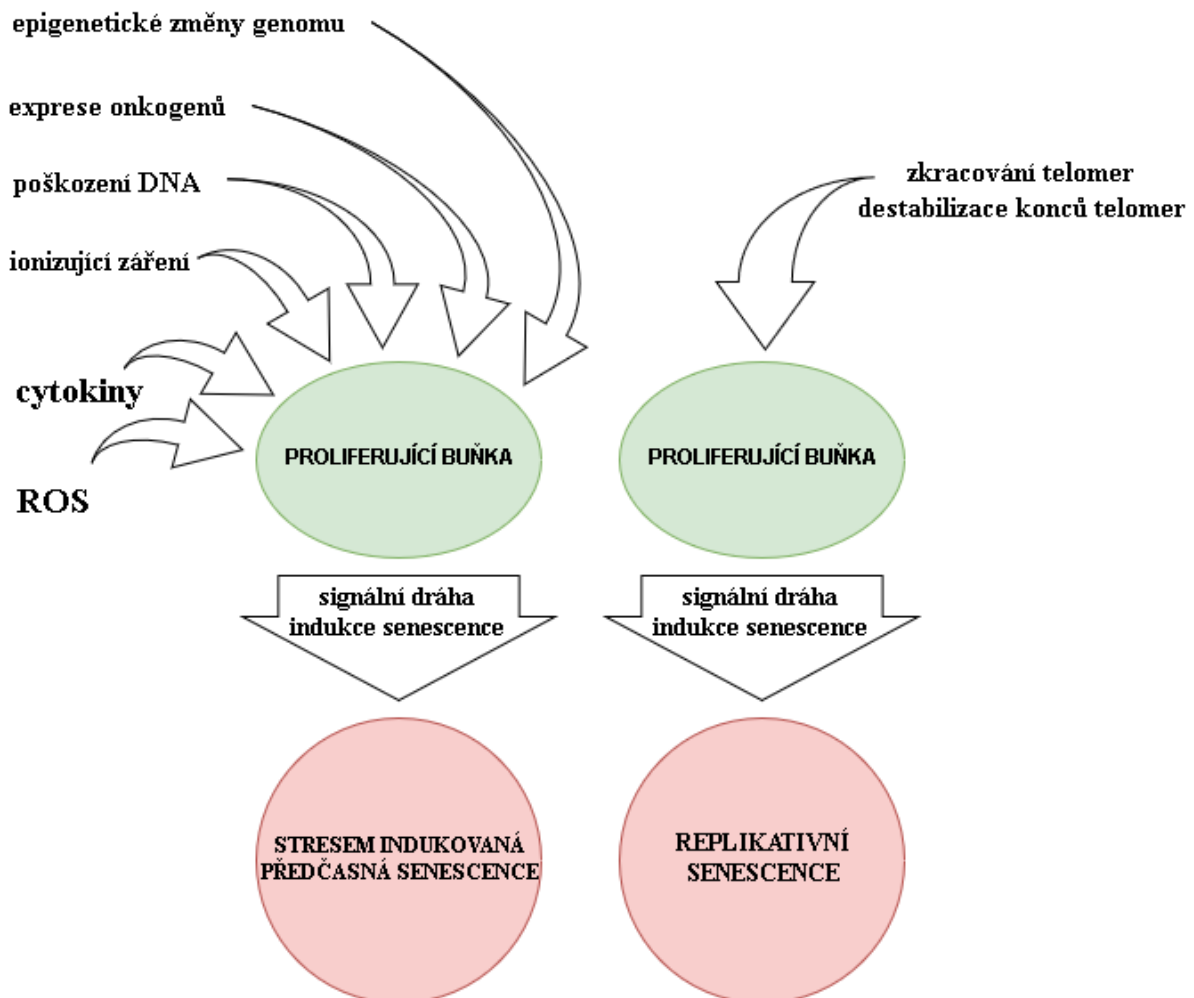 epigenetické změny genomu
exprese onkogenů
poškození DNA
ionizující záření
cytokiny
ROS
zkracování telomer
destabilizace konců telomer
PROLIFERUJÍCÍ BUŇKA
PROLIFERUJÍCÍ BUŇKA
signální dráha
indukce senescence
signální dráha
indukce senescence
STRESEM INDUKOVANÁ
PŘEDČASNÁ SENESCENCE
REPLIKATIVNÍ
SENESCENCE